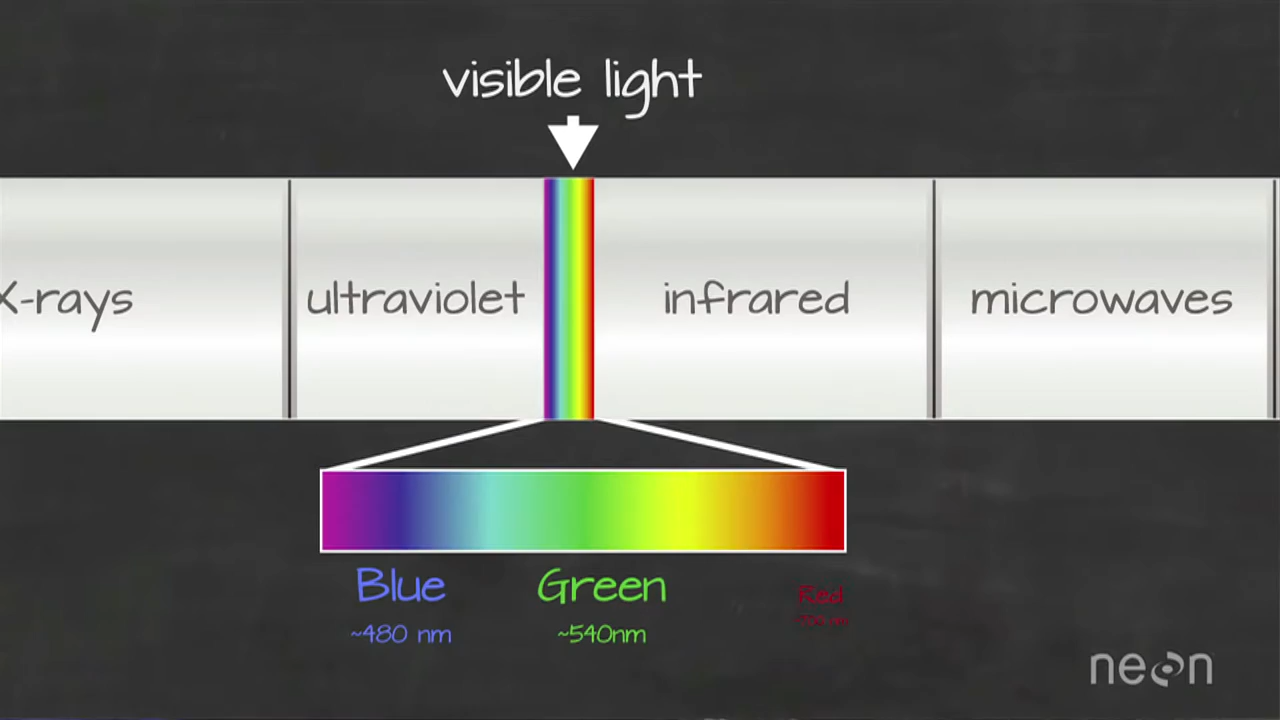 visible light
X-rays
ultraviolet
infrared
microwaves
Blue
Green
Red
~480 nm
~540nm
neon